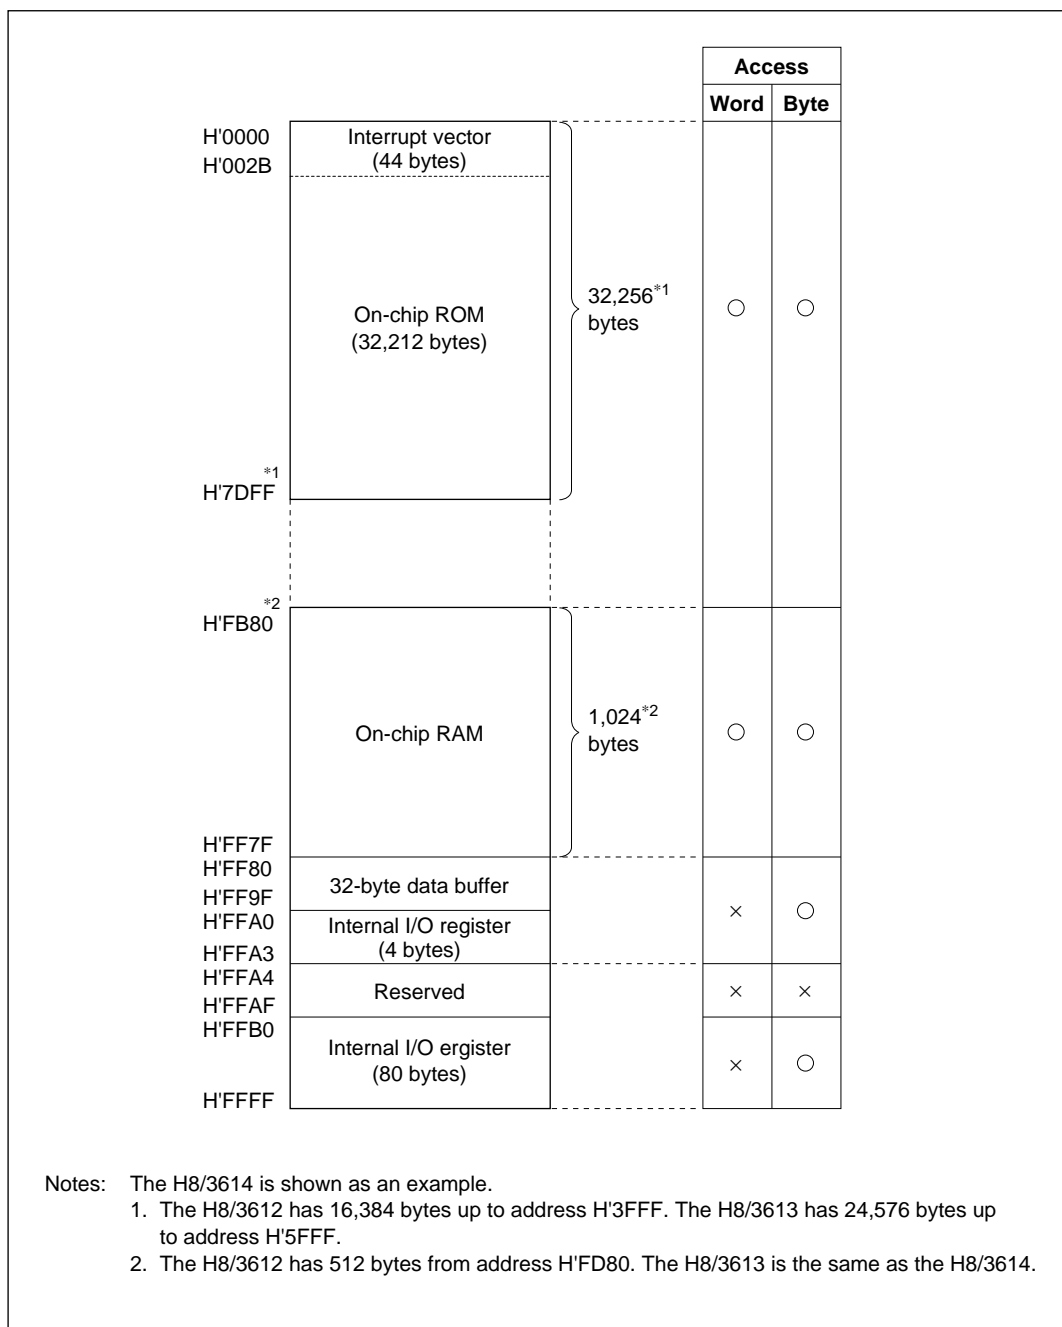 Access
Word Byte
H'0000
Interrupt vector
(44 bytes)
H'002B
On-chip ROM
(32,212 bytes)
32,256*1
bytes
○ ○
*1
H'7DFF
*2
H'FB80
On-chip RAM
1,024*2
bytes
○ ○
H'FF7F
H'FF80
32-byte data buffer
H'FF9F
H'FFA0
× ○
Internal I/O register
(4 bytes)
H'FFA3
H'FFA4
Reserved
× ×
H'FFAF
H'FFB0
Internal I/O ergister
(80 bytes)
× ○
H'FFFF
Notes: The H8/3614 is shown as an example.
1. The H8/3612 has 16,384 bytes up to address H'3FFF. The H8/3613 has 24,576 bytes up
to address H'5FFF.
2. The H8/3612 has 512 bytes from address H'FD80. The H8/3613 is the same as the H8/3614.